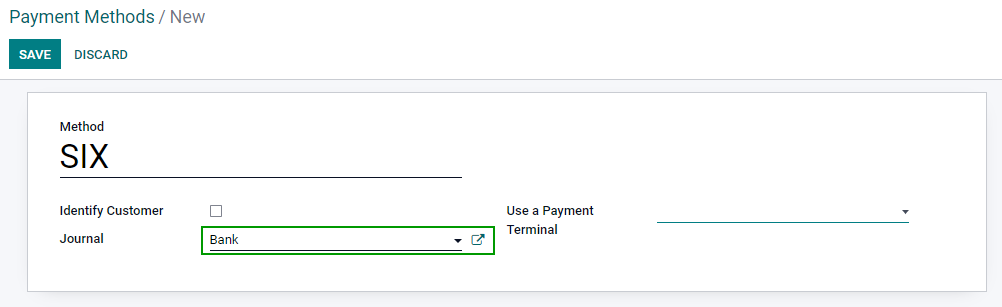 Payment Methods / New
SAVE DISCARD
Method
SIX
Identify Customer
Journal Bank
Use a Payment
Terminal